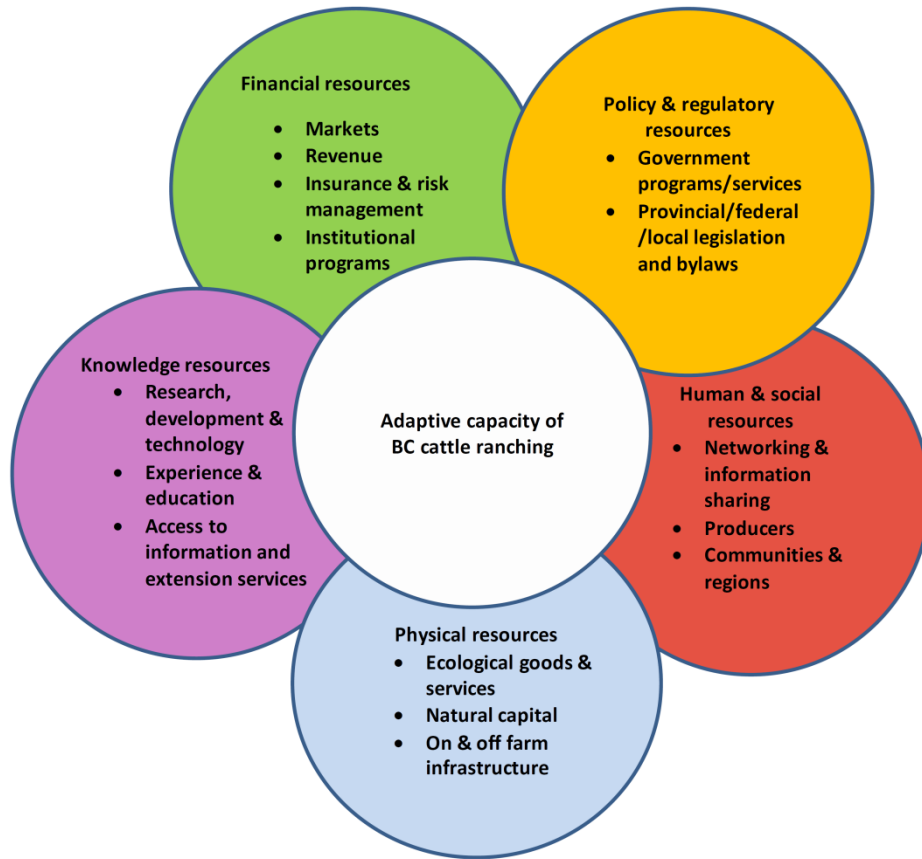 Financial resources
• Markets
• Revenue
• Insurance & risk
management
• Institutional
programs
Policy & regulatory
resources
• Government
programs/services
• Provincial/federal
/local legislation
and bylaws
Knowledge resources
• Research,
development &
technology
• Experience &
education
• Access to
information and
extension services
Adaptive capacity of
BC cattle ranching
Human & social
resources
• Networking &
information
sharing
• Producers
• Communities &
regions
Physical resources
• Ecological goods &
services
• Natural capital
• On & off farm
infrastructure